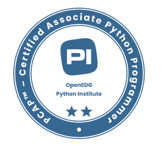 PCAP™ – Certified Associate Python Programmer
PI
OpenEDG
Python Institute